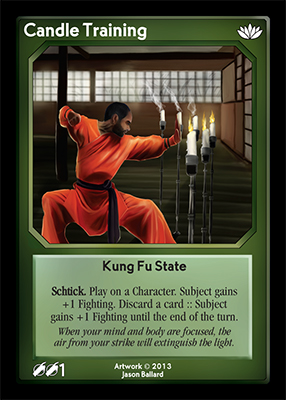 Candle Training
Kung Fu State
Schtick. Play on a Character. Subject gains
+1 Fighting. Discard a card :: Subject
gains +1 Fighting until the end of the turn.
When your mind and body are focused, the
air from your strike will extinguish the light.
1
Artwork © 2013
Jason Ballard